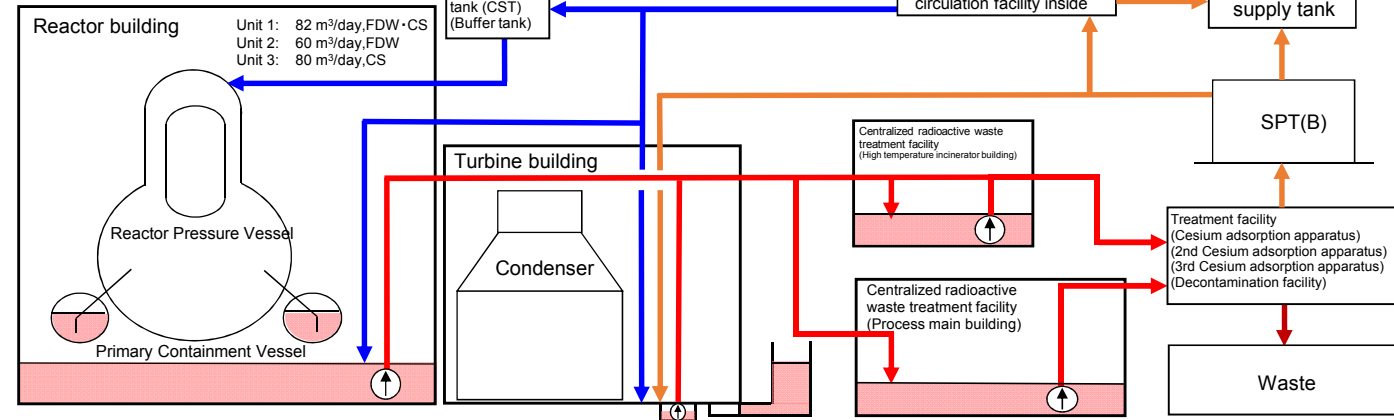 tank (CST)
(Buffer tank)
circulation facility inside
supply tank
Reactor building
Unit 1: 82 m³/day,FDW・CS
Unit 2: 60 m³/day,FDW
Unit 3: 80 m³/day,CS
SPT(B)
Centralized radioactive waste
treatment facility
(High temperature incinerator building)
Turbine building
Reactor Pressure Vessel
Condenser
Treatment facility
(Cesium adsorption apparatus)
(2nd Cesium adsorption apparatus)
(3rd Cesium adsorption apparatus)
(Decontamination facility)
Centralized radioactive
waste treatment facility
(Process main building)
Primary Containment Vessel
Waste